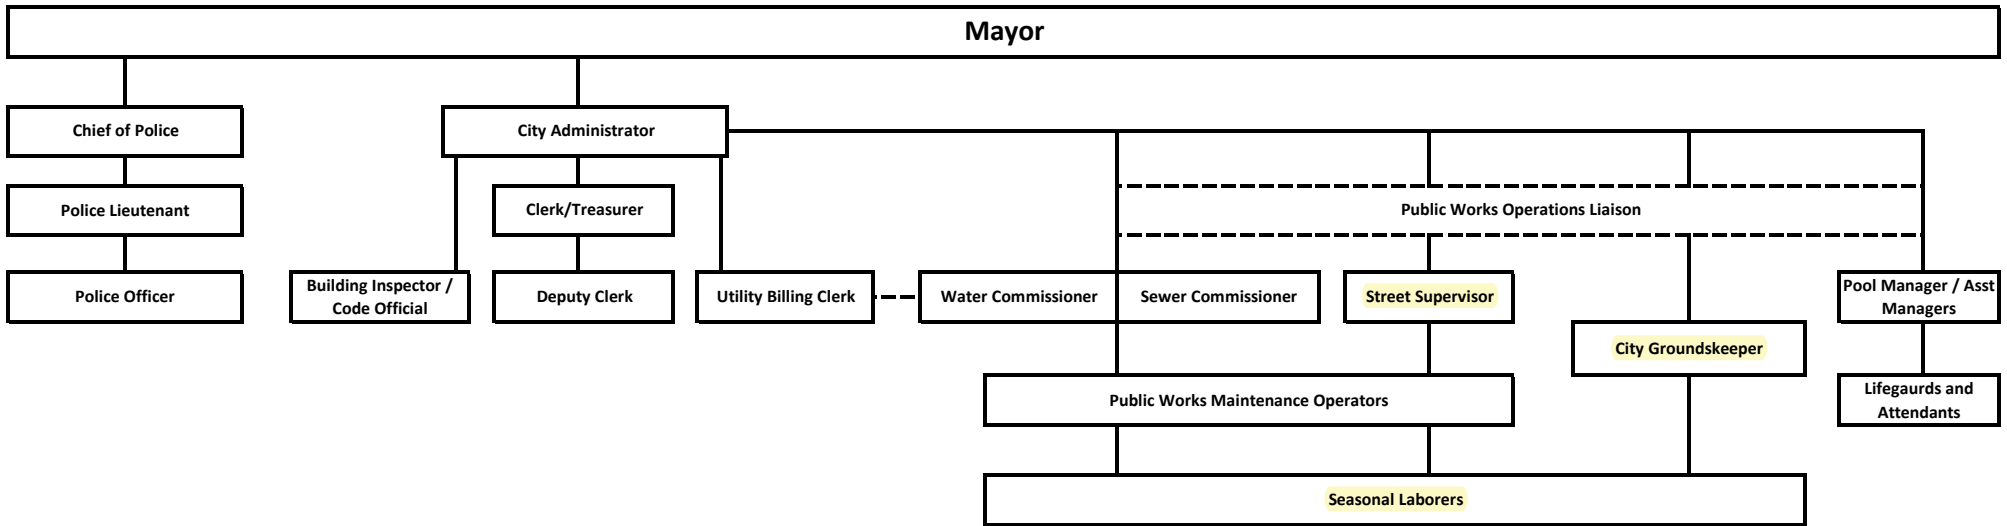 Mayor
Chief of Police
City Administrator
Police Lieutenant
Clerk/Treasurer
Public Works Operations Liaison
Police Officer
Building Inspector /
Code Official
Deputy Clerk
Utility Billing Clerk
Water Commissioner
Sewer Commissioner
Street Supervisor
Pool Manager / Asst
Managers
City Groundskeeper
Public Works Maintenance Operators
Lifegaurds and
Attendants
Seasonal Laborers